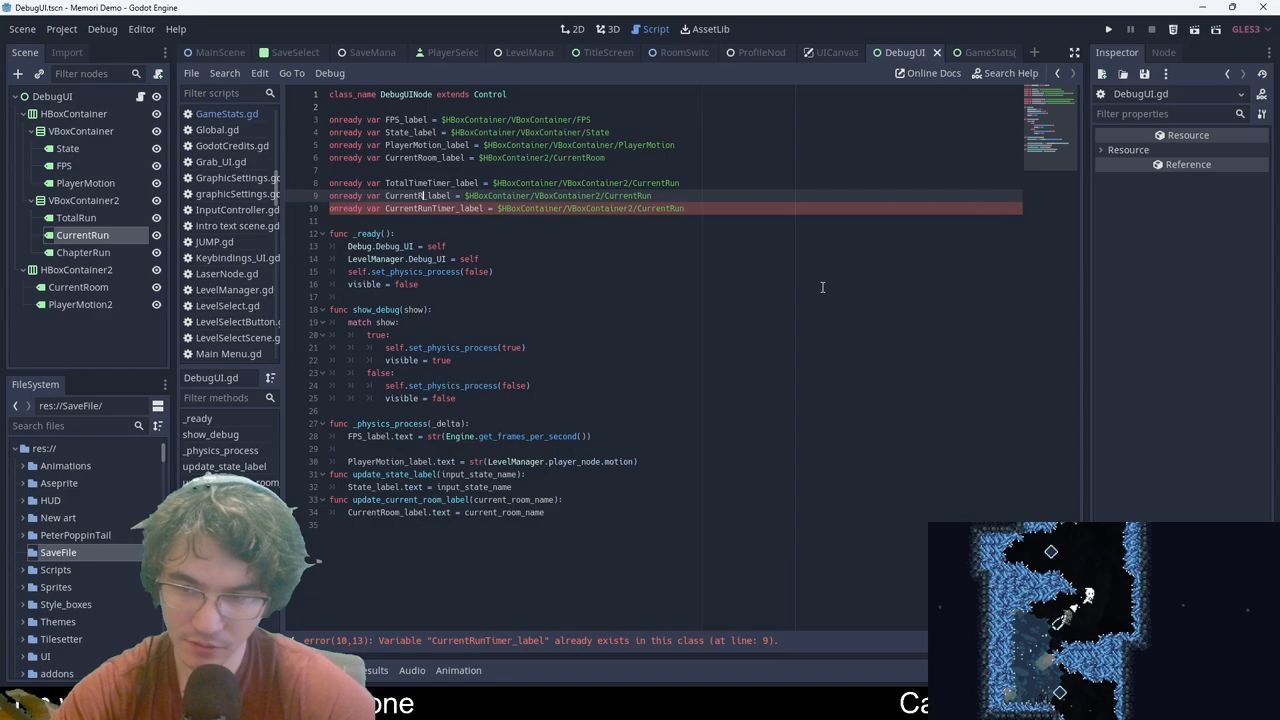 DebugUI.tscn - Memori Demo - Godot Engine
Scene Project Debug Editor Help
2D 3D Script AssetLib
GLES3
Scene Import
MainScene SaveSelect SaveMana PlayerSelec LevelMana TitleScreen RoomSwitc ProfileNod UICanvas DebugUI GameStats(
Inspector Node
Filter nodes
File Search Edit Go To Debug
Online Docs Search Help
DebugUI
HBoxContainer
VBoxContainer
State
FPS
PlayerMotion
VBoxContainer2
TotalRun
CurrentRun
ChapterRun
HBoxContainer2
CurrentRoom
PlayerMotion2
FileSystem
res://SaveFile/
Search files
res://
Animations
Aseprite
HUD
New art
PeterPoppinTail
SaveFile
Scripts
Sprites
Style_boxes
Themes
Tilesetter
UI
addons
Filter scripts
GameStats.gd
Global.gd
GodotCredits.gd
Grab_UI.gd
GraphicSettings.gd
graphicSettings.gd
InputController.gd
intro text scene.gd
JUMP.gd
Keybindings_UI.gd
LaserNode.gd
LevelManager.gd
LevelSelect.gd
LevelSelectButton.g
LevelSelectScene.g
Main Menu.gd
DebugUI.gd
Filter methods
_ready
show_debug
_physics_process
update_state_label
1 class_name DebugUINode extends Control
2
3 onready var FPS_label = $HBoxContainer/VBoxContainer/FPS
4 onready var State_label = $HBoxContainer/VBoxContainer/State
5 onready var PlayerMotion_label = $HBoxContainer/VBoxContainer/PlayerMotion
6 onready var CurrentRoom_label = $HBoxContainer2/CurrentRoom
7
8 onready var TotalTimeTimer_label = $HBoxContainer/VBoxContainer2/CurrentRun
9 onready var CurrentR_label = $HBoxContainer/VBoxContainer2/CurrentRun
10 onready var CurrentRunTimer_label = $HBoxContainer/VBoxContainer2/CurrentRun
11
12 func _ready():
13 Debug.Debug_UI = self
14 LevelManager.Debug_UI = self
15 self.set_physics_process(false)
16 visible = false
17
18 func show_debug(show):
19 match show:
20 true:
21 self.set_physics_process(true)
22 visible = true
23 false:
24 self.set_physics_process(false)
25 visible = false
26
27 func _physics_process(_delta):
28 FPS_label.text = str(Engine.get_frames_per_second())
29
30 PlayerMotion_label.text = str(LevelManager.player_node.motion)
31 func update_state_label(input_state_name):
32 State_label.text = input_state_name
33 func update_current_room_label(current_room_name):
34 CurrentRoom_label.text = current_room_name
35
error(10,13): Variable "CurrentRunTimer_label" already exists in this class (at line: 9).
Audio Animation
DebugUI.gd
Filter properties
Resource
Resource
Reference